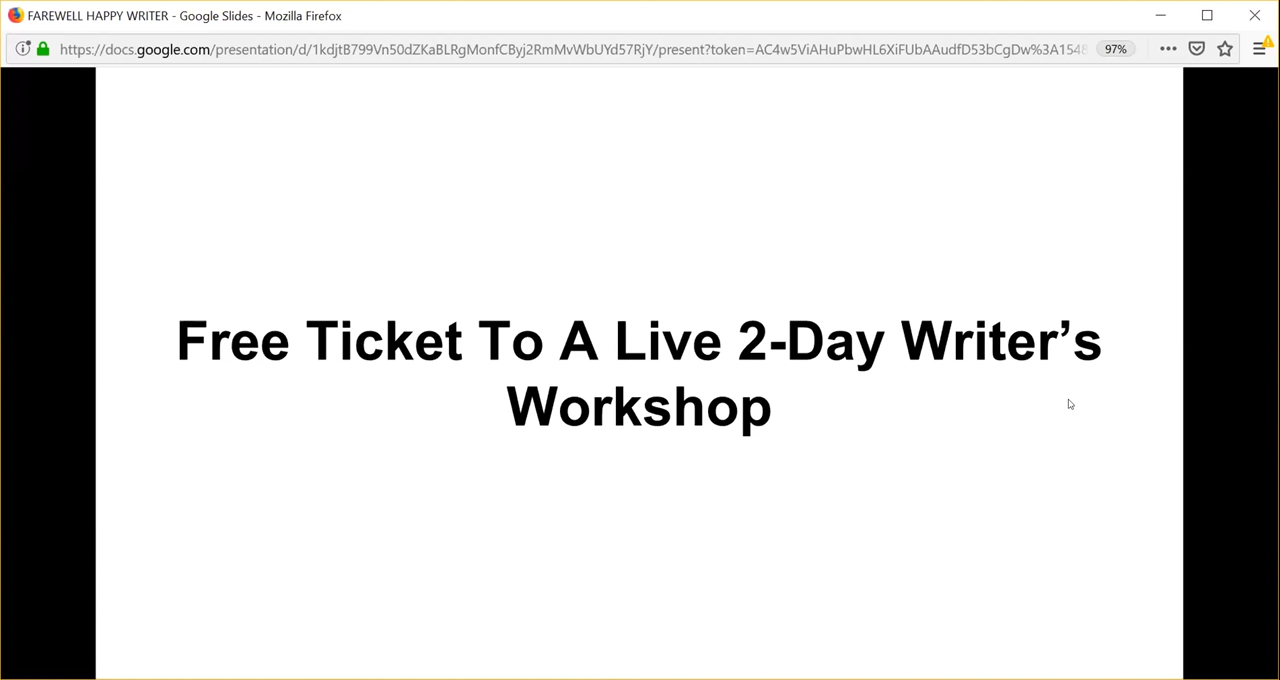 FAREWELL HAPPY WRITER - Google Slides - Mozilla Firefox
https://docs.google.com/presentation/d/1kdjtB799Vn50dZKaBLRgMonfCByj2RmMvWbUYd57RjY/present?token=AC4w5ViAHuPbwHL6XiFUbAAudfD53bCgDw%3A1548 97%
Free Ticket To A Live 2-Day Writer’s
Workshop